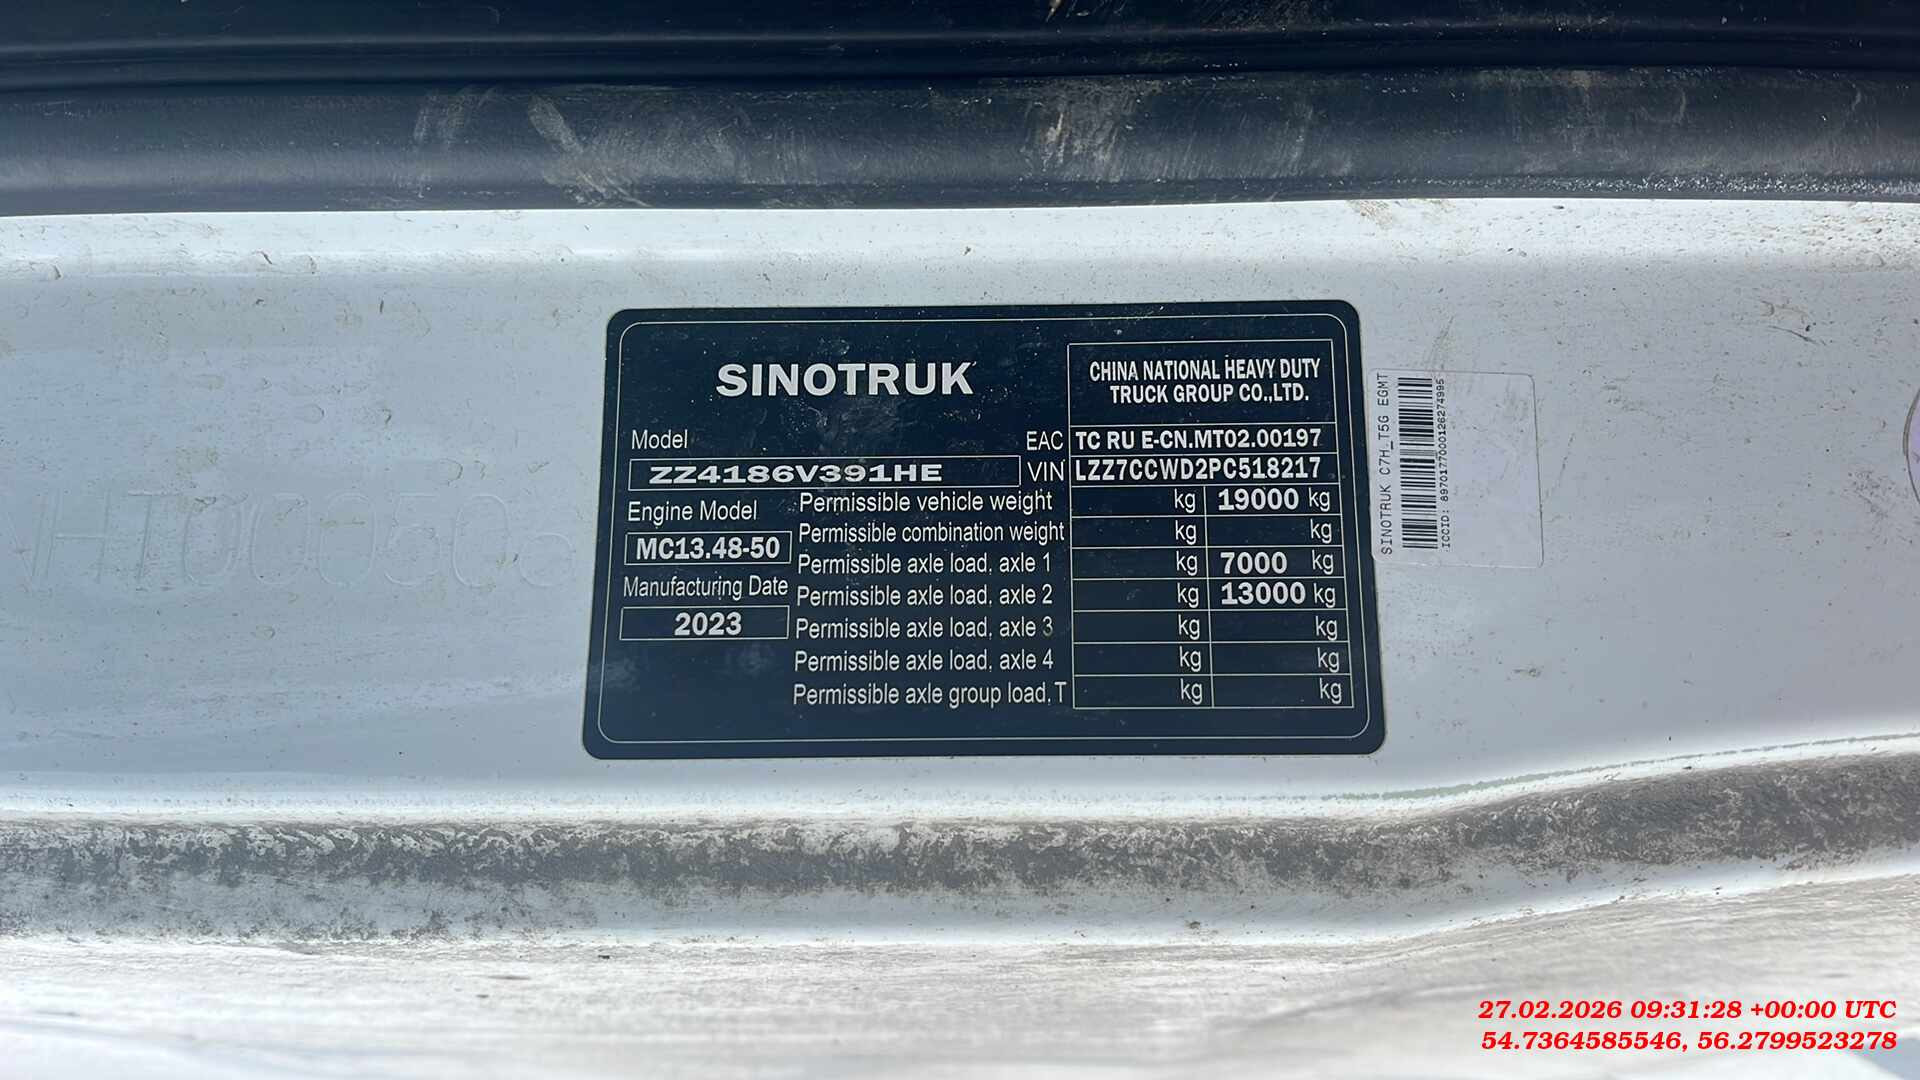 SINOTRUK
CHINA NATIONAL HEAVY DUTY
TRUCK GROUP CO.,LTD.
Model
EAC TC RU E-CN.MT02.00197
ZZ4186V391HE
VIN LZZ7CCWD2PC518217
Engine Model
MC13.48-50
Manufacturing Date
2023
Permissible vehicle weight kg 19000 kg
Permissible combination weight kg kg
Permissible axle load, axle 1 kg 7000 kg
Permissible axle load, axle 2 kg 13000 kg
Permissible axle load, axle 3 kg kg
Permissible axle load, axle 4 kg kg
Permissible axle group load, T kg kg
SINOTRUK C7H_T5G EGMT
ICCID: 8970177000126274995
27.02.2026 09:31:28 +00:00 UTC
54.7364585546, 56.2799523278